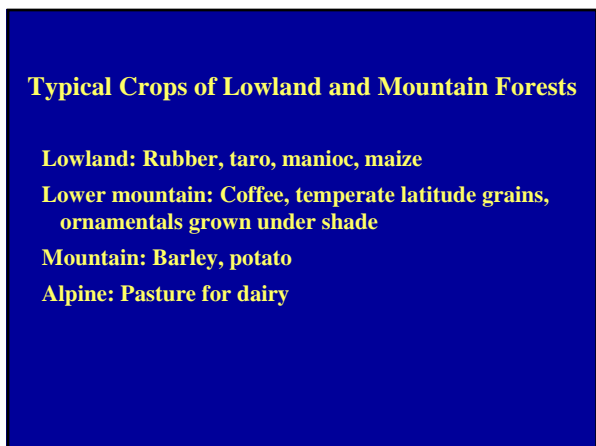 Typical Crops of Lowland and Mountain Forests
Lowland: Rubber, taro, manioc, maize
Lower mountain: Coffee, temperate latitude grains,
ornamentals grown under shade
Mountain: Barley, potato
Alpine: Pasture for dairy